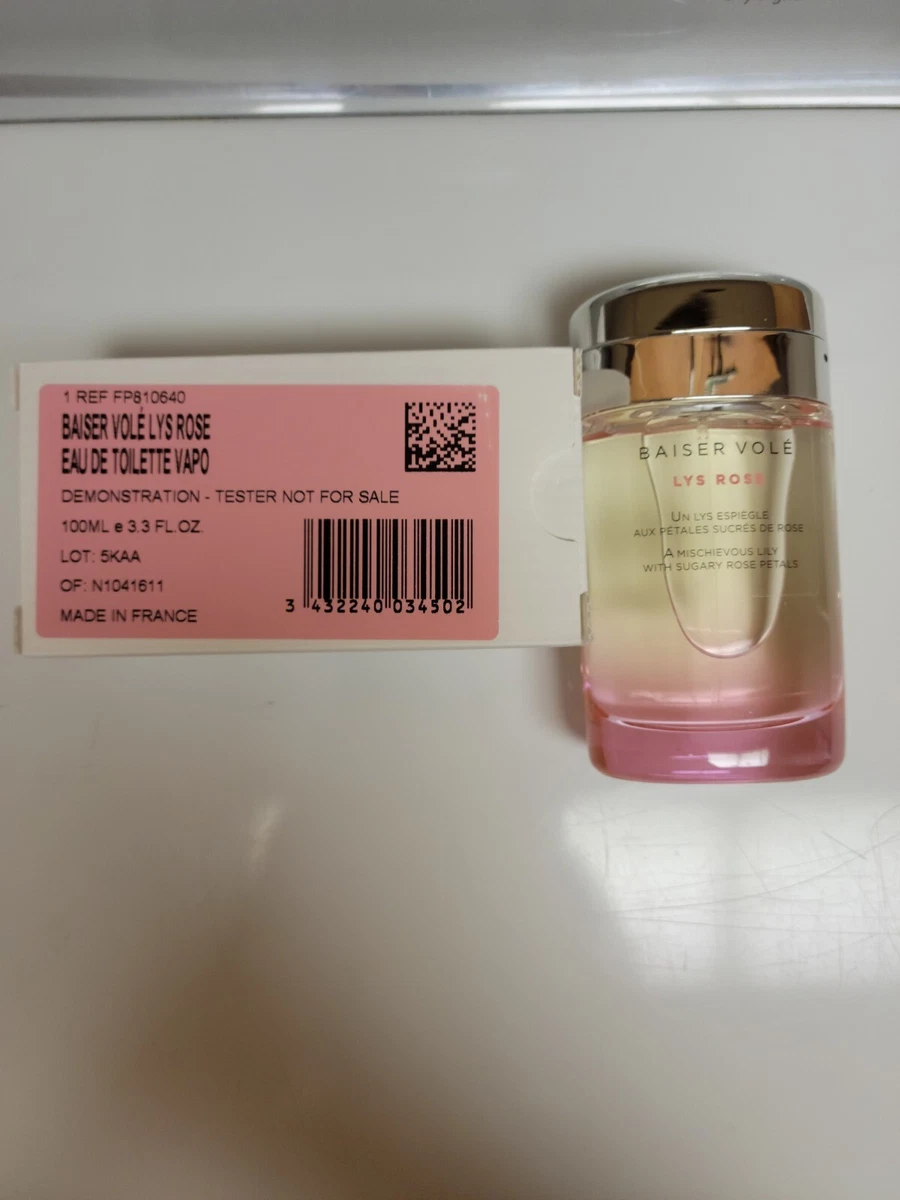 1 REF FP810640
BAISER VOLÉ LYS ROSE
EAU DE TOILETTE VAPO
DEMONSTRATION - TESTER NOT FOR SALE
100ML e 3.3 FL.OZ.
LOT: 5KAA
OF: N1041611
MADE IN FRANCE
3 432240 034502
BAISER VOLÉ
LYS ROSE
UN LYS ESPIÈGLE
AUX PÉTALES SUCRÉS DE ROSE
A MISCHIEVOUS LILY
WITH SUGARY ROSE PETALS